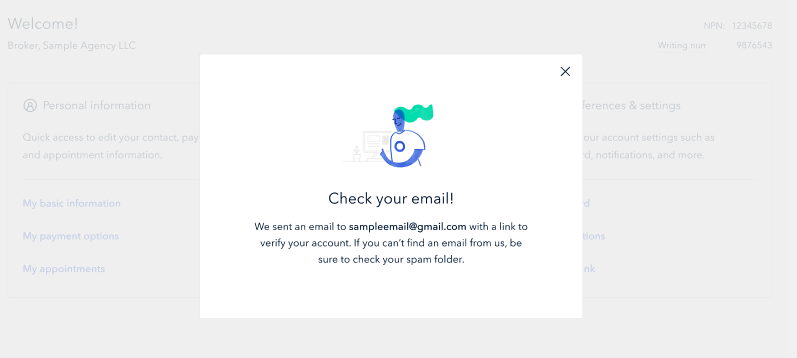 Welcome!
NPN: 12345678
Broker, Sample Agency LLC
Writing nurr 9876543
Personal information
ferences & settings
Quick access to edit your contact, pay
our account settings such as
and appointment information.
d, notifications, and more.
My basic information
d
My payment options
tions
My appointments
nk
Check your email!
We sent an email to sampleemail@gmail.com with a link to
verify your account. If you can't find an email from us, be
sure to check your spam folder.